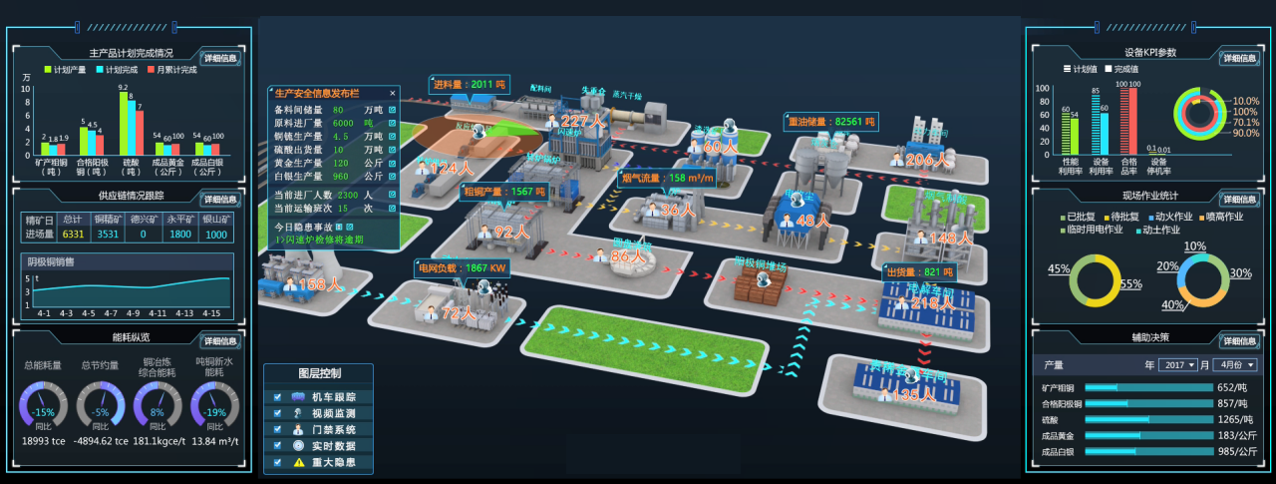 主产品计划完成情况
详细信息
计划产量 计划完成 月累计完成
万
10
8
6
4
2
0
2 1.8 1.9
5 4.5 4
9.2 8 7
54 60 100
54 60 100
矿产粗铜（吨）
合格阳极铜（吨）
硫酸（吨）
成品黄金（公斤）
成品白银（公斤）
供应链情况跟踪
详细信息
精矿日进场量 总计 铜精矿 德兴矿 永平矿 银山矿
6331 3531 0 1800 1000
阴极铜销售
5 t
3
1
4-1 4-3 4-5 4-7 4-9 4-11 4-13 4-15
能耗纵览
详细信息
总能耗量 总节约量 铜冶炼综合能耗 吨铜新水能耗
-15% -5% 8% -19%
同比 同比 同比 同比
18993 tce -4894.62 tce 181.1kgce/t 13.84 m³/t
生产安全信息发布栏 ×
备料间储量 80 万吨
原料进厂量 6000 吨
铜锍生产量 4.5 万吨
硫酸出货量 10 万吨
黄金生产量 120 公斤
白银生产量 960 公斤
当前进厂人数 2300 人
当前运输班次 15 次
今日隐患事故
1>闪速炉检修将逾期
进料量：2011 吨
配料间
蒸汽干燥
227人
闪速炉
124人
60人
重油储量：82561 吨
206人
烟气流量：158 m³/m
粗铜产量：1567 吨
36人
48人
148人
92人
86人
阳极铜堆场
出货量：821 吨
电解车间
218人
158人
电网负载：1867 KW
72人
135人
图层控制
机车跟踪
视频监测
门禁系统
实时数据
重大隐患
设备KPI参数
详细信息
计划值 完成值
100
80
60
40
20
0
60 54
85 60
100 100
0.1 0.01
性能利用率
设备利用率
合格品率
设备停机率
10.0%
100%
70.1%
90.0%
现场作业统计
详细信息
已批复 待批复 动火作业 喷窝作业
临时用电作业 动土作业
45% 55%
10% 20% 30% 40%
辅助决策
详细信息
产量 年 2017 月 4月份
矿产粗铜 652/吨
合格阳极铜 857/吨
硫酸 1265/吨
成品黄金 183/公斤
成品白银 985/公斤